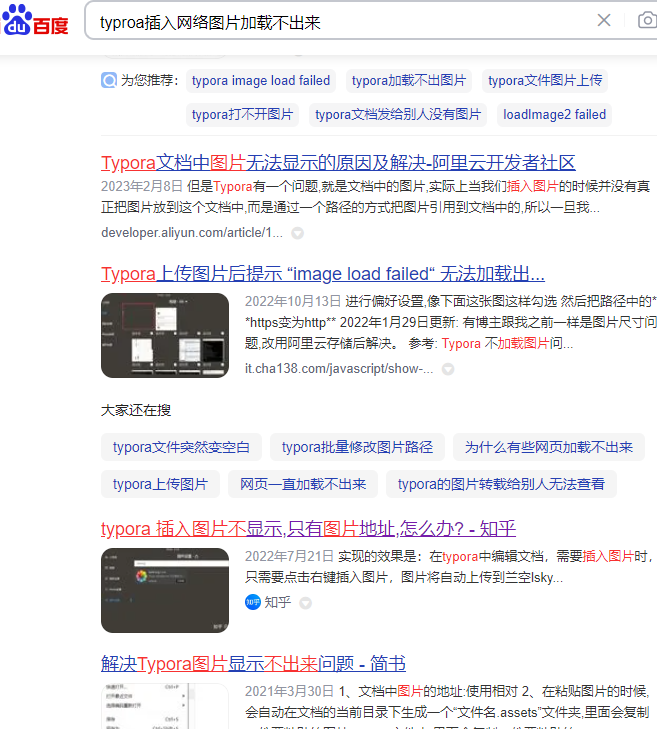 du百度
typroa插入网络图片加载不出来
为您推荐: typora image load failed typora加载不出图片 typora文件图片上传
typora打不开图片 typora文档发给别人没有图片 loadImage2 failed
Typora文档中图片无法显示的原因及解决-阿里云开发者社区
2023年2月8日 但是Typora有一个问题,就是文档中的图片,实际上当我们插入图片的时候并没有真
正把图片放到这个文档中,而是通过一个路径的方式把图片引用到文档中的,所以一旦我...
developer.aliyun.com/article/1...
Typora上传图片后提示 “image load failed“ 无法加载出...
2022年10月13日 进行偏好设置,像下面这张图这样勾选 然后把路径中的*
*https变为http** 2022年1月29日更新: 有博主跟我之前一样是图片尺寸问
题,改用阿里云存储后解决。 参考: Typora 不加载图片问...
it.cha138.com/javascript/show-...
大家还在搜
typora文件突然变空白 typora批量修改图片路径 为什么有些网页加载不出来
typora上传图片 网页一直加载不出来 typora的图片转载给别人无法查看
typora 插入图片不显示,只有图片地址,怎么办? - 知乎
2022年7月21日 实现的效果是：在typora中编辑文档，需要插入图片时，
只需要点击右键插入图片，图片将自动上传到兰空lsky...
知乎 知乎
解决Typora图片显示不出来问题 - 简书
2021年3月30日 1、文档中图片的地址:使用相对 2、在粘贴图片的时候,
会自动在文档的当前目录下生成一个“文件名.assets”文件夹,里面会复制